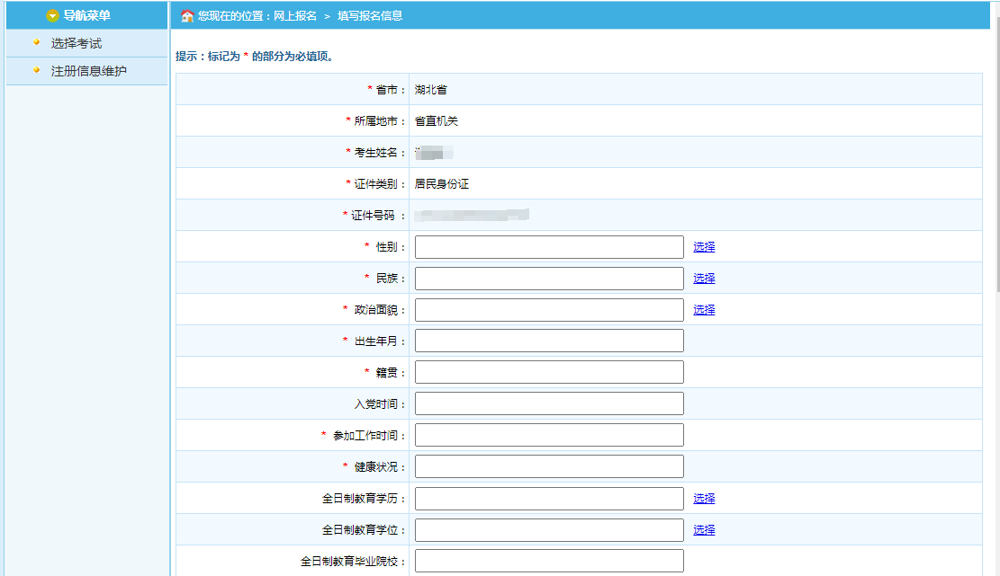 导航菜单
选择考试
注册信息维护
您现在的位置：网上报名 > 填写报名信息
提示：标记为 * 的部分为必填项。
* 省市： 湖北省
* 所属地市： 省直机关
* 考生姓名：
* 证件类别： 居民身份证
* 证件号码 ：
* 性别： 选择
* 民族： 选择
* 政治面貌： 选择
* 出生年月：
* 籍贯：
入党时间：
* 参加工作时间：
* 健康状况：
全日制教育学历： 选择
全日制教育学位： 选择
全日制教育毕业院校：